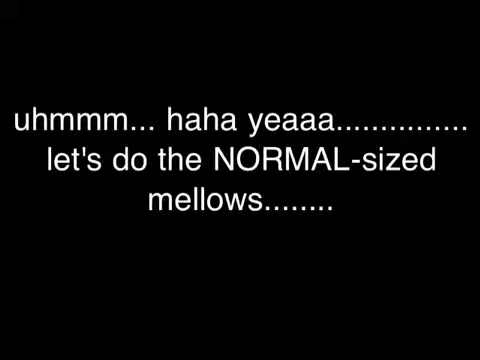 uhmmm... haha yeaaa...............
let's do the NORMAL-sized
mellows........